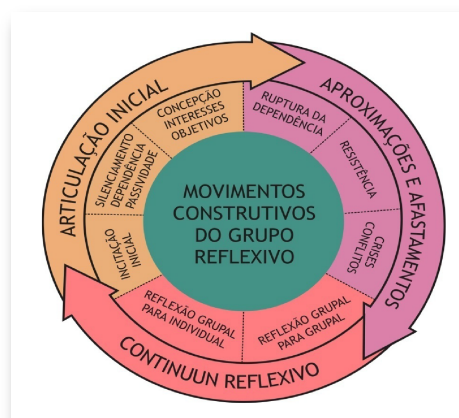 MOVIMENTOS
CONSTRUTIVOS
DO GRUPO
REFLEXIVO
ARTICULAÇÃO INICIAL
INCITAÇÃO
INICIAL
SILENCIAMENTO
DEPENDÊNCIA
PASSIVIDADE
CONCEPÇÃO
INTERESSES
OBJETIVOS
APROXIMAÇÕES E AFASTAMENTOS
RUPTURA DA
DEPENDÊNCIA
RESISTÊNCIA
CRISES
CONFLITOS
CONTINUUN REFLEXIVO
REFLEXÃO GRUPAL
PARA GRUPAL
REFLEXÃO GRUPAL
PARA INDIVIDUAL